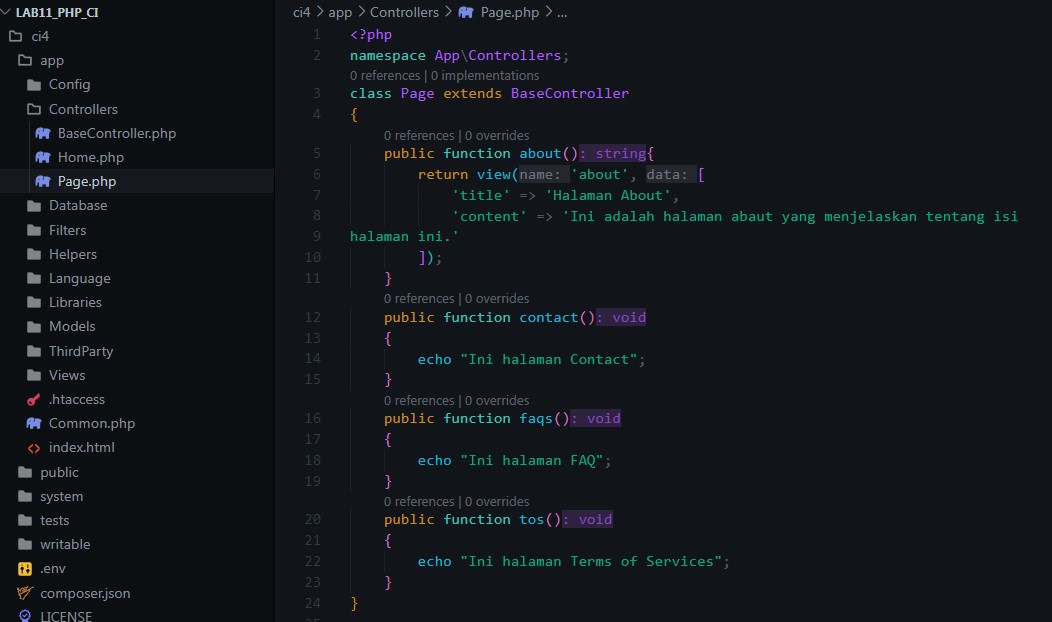 LAB11_PHP_CI
ci4
app
Config
Controllers
BaseController.php
Home.php
Page.php
Database
Filters
Helpers
Language
Libraries
Models
ThirdParty
Views
.htaccess
Common.php
index.html
public
system
tests
writable
.env
composer.json
LICENSE
ci4 > app > Controllers > Page.php > ...
1 <?php
2 namespace App\Controllers;
0 references | 0 implementations
3 class Page extends BaseController
4 {
0 references | 0 overrides
5 public function about(): string{
6 return view(name: 'about', data: [
7 'title' => 'Halaman About',
8 'content' => 'Ini adalah halaman abaut yang menjelaskan tentang isi
9 halaman ini.'
10 ]);
11 }
0 references | 0 overrides
12 public function contact(): void
13 {
14 echo "Ini halaman Contact";
15 }
0 references | 0 overrides
16 public function faqs(): void
17 {
18 echo "Ini halaman FAQ";
19 }
0 references | 0 overrides
20 public function tos(): void
21 {
22 echo "Ini halaman Terms of Services";
23 }
24 }